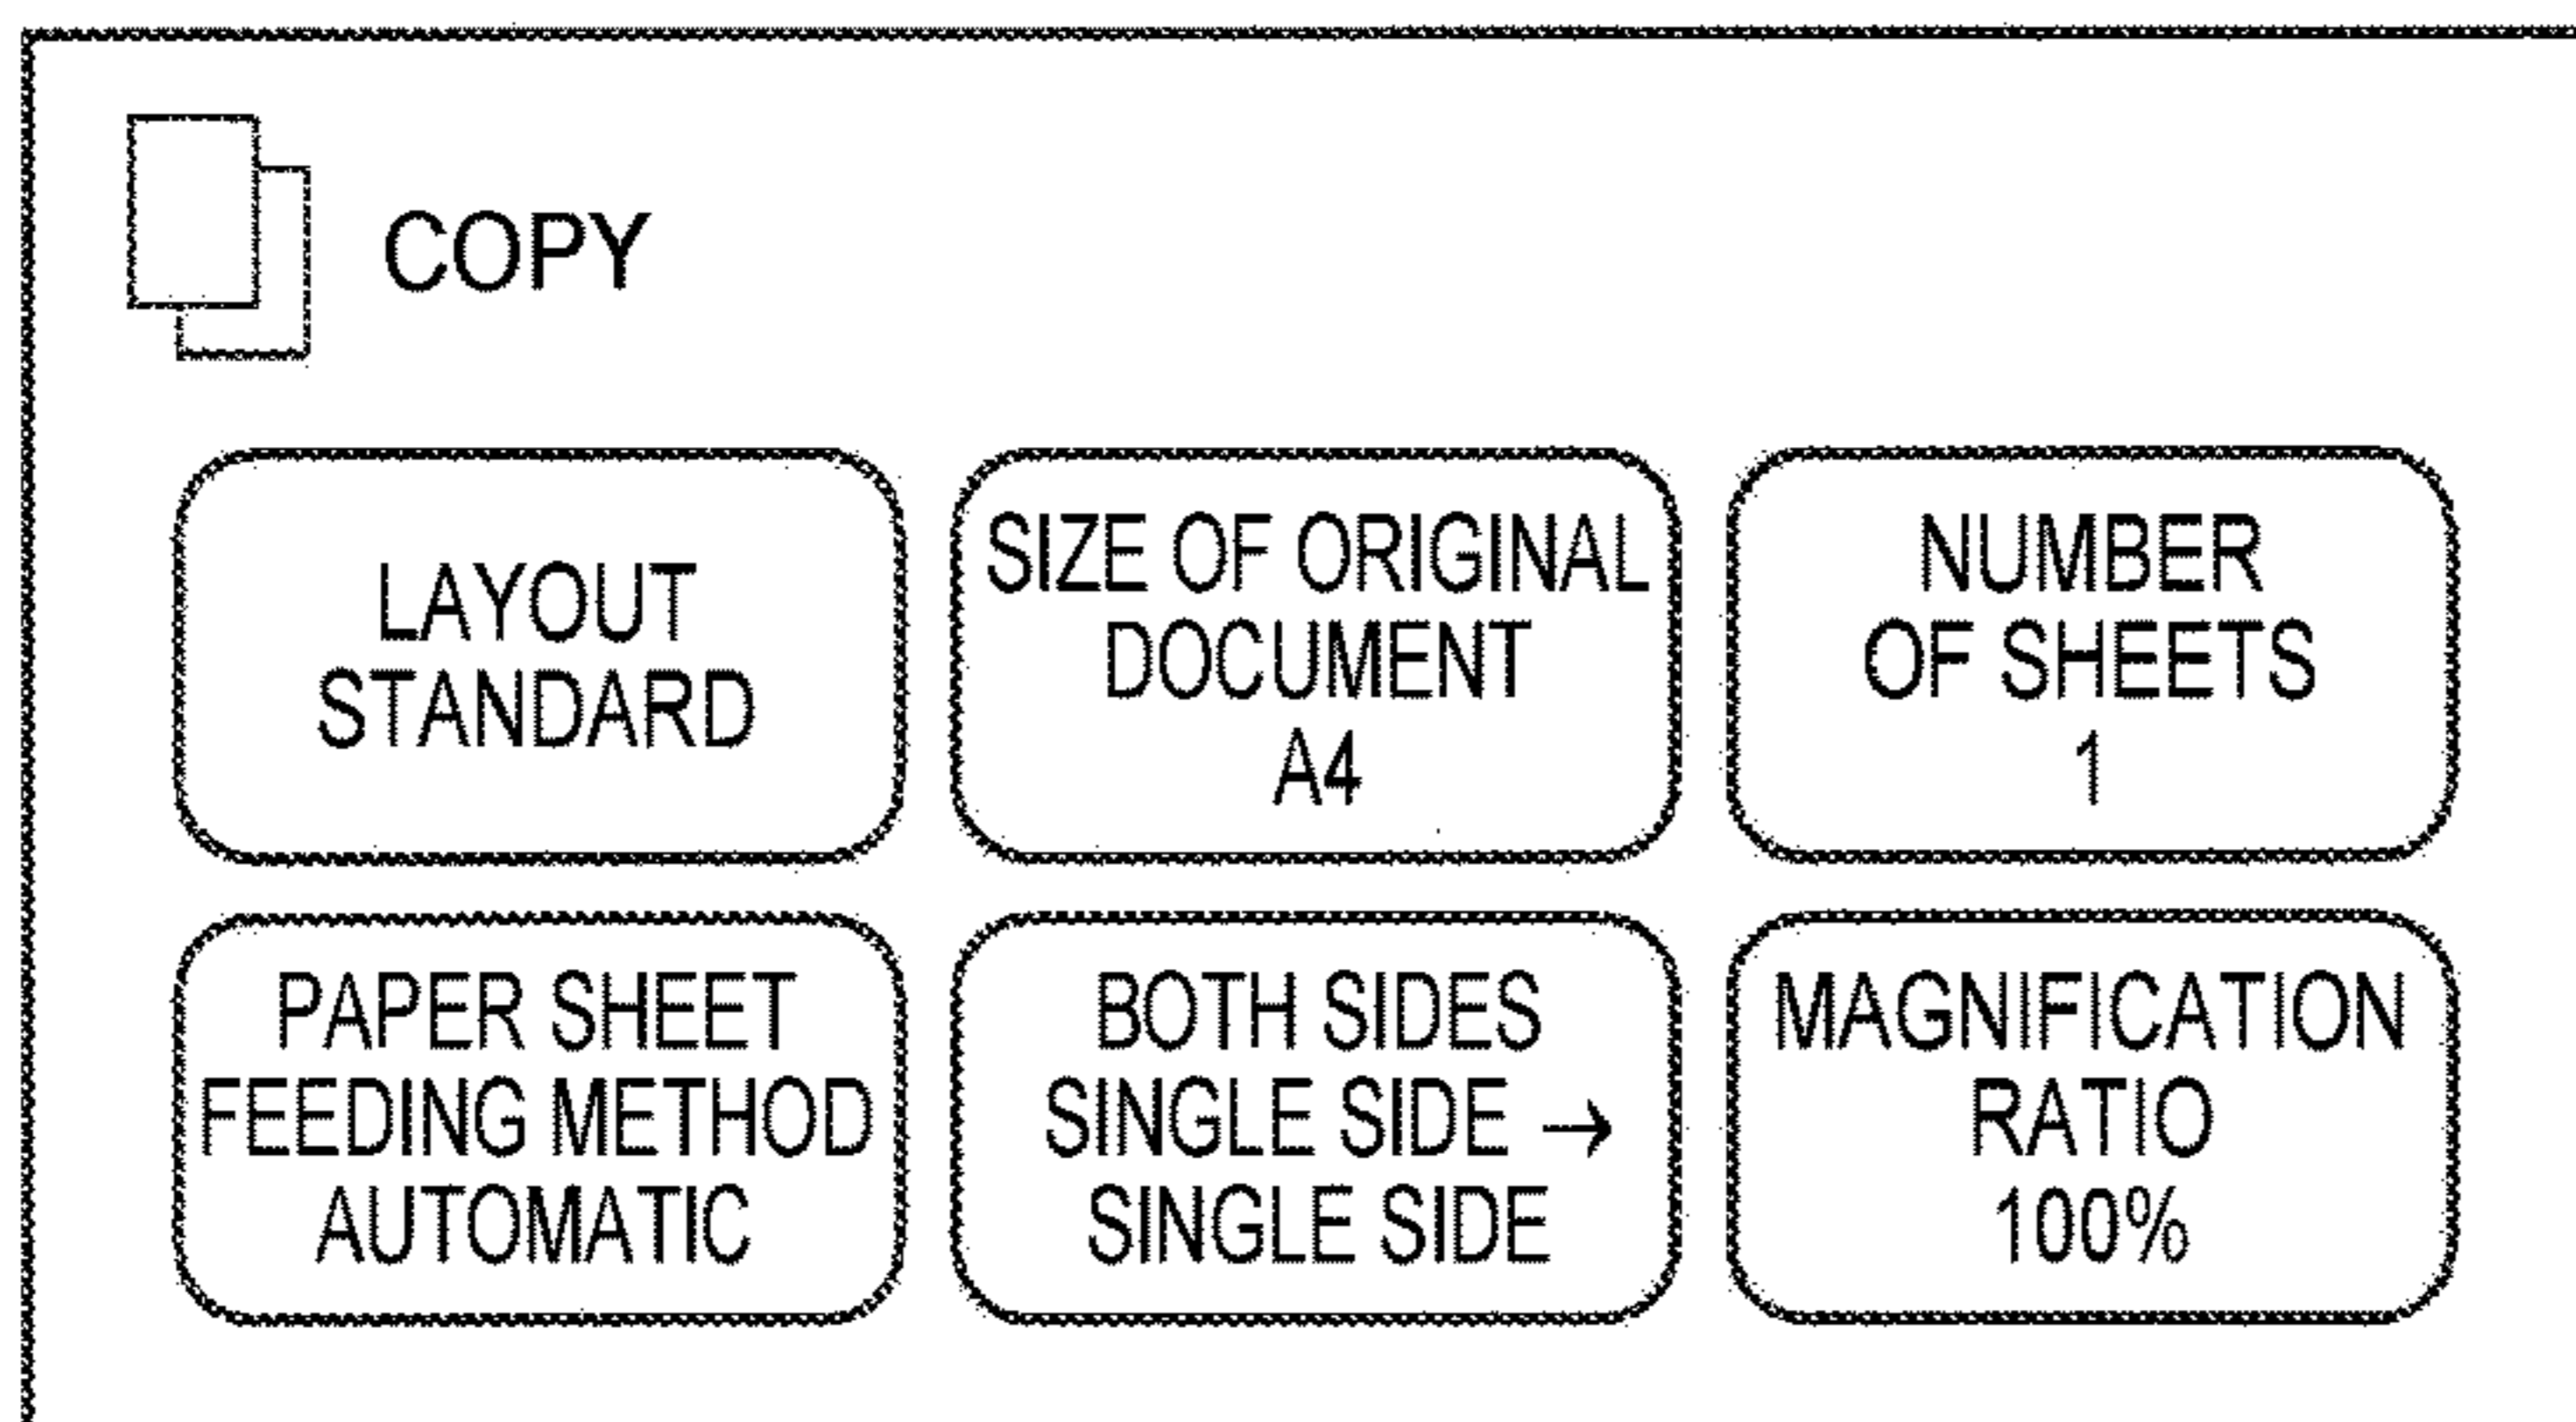 COPY
LAYOUT
STANDARD
SIZE OF ORIGINAL
DOCUMENT
A4
NUMBER
OF SHEETS
1
PAPER SHEET
FEEDING METHOD
AUTOMATIC
BOTH SIDES
SINGLE SIDE →
SINGLE SIDE
MAGNIFICATION
RATIO
100%